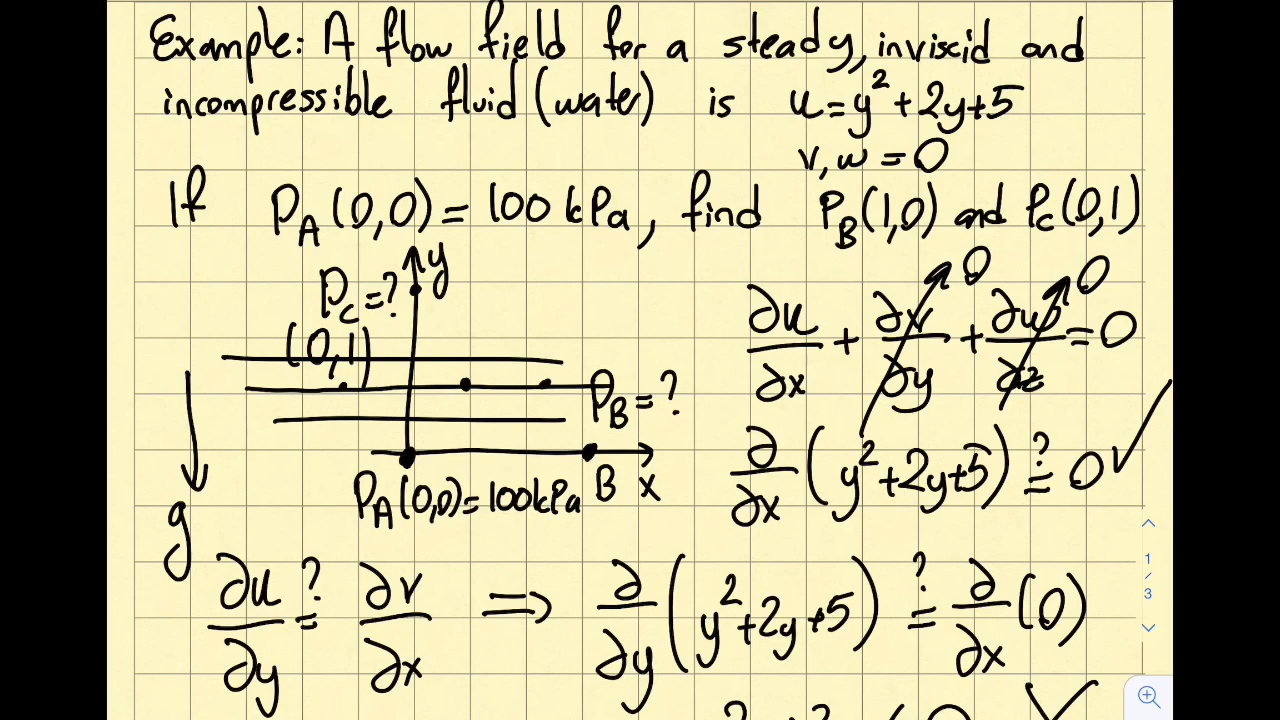 Example: A flow field for a steady, inviscid and
incompressible fluid (water) is u = y² + 2y + 5
v, w = 0
If P_A (0,0) = 100 kPa, find P_B (1,0) and P_C (0,1)
y
P_C = ?
(0,1)
P_B = ?
P_A (0,0) = 100 kPa B x
g
∂u/∂x + ∂v/∂y + ∂w/∂z = 0
0 0
∂/∂x (y² + 2y + 5) ?= 0 ✓
∂u/∂y ?= ∂v/∂x ⟹ ∂/∂y (y² + 2y + 5) ?= ∂/∂x (0)
1
/
3